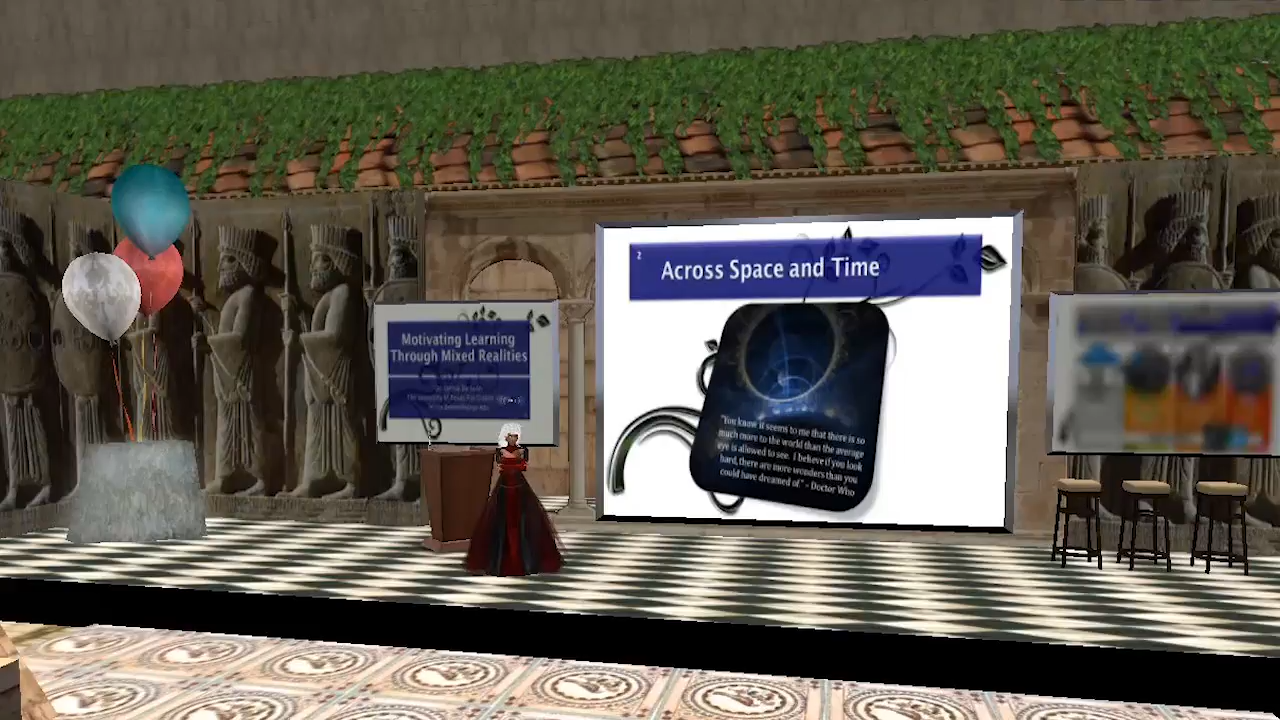 Motivating Learning
Through Mixed Realities
2
Across Space and Time
"You know it seems to me that there is so
much more to the world than the average
eye is allowed to see. I believe if you look
hard, there are more wonders than you
could have dreamed of." - Doctor Who